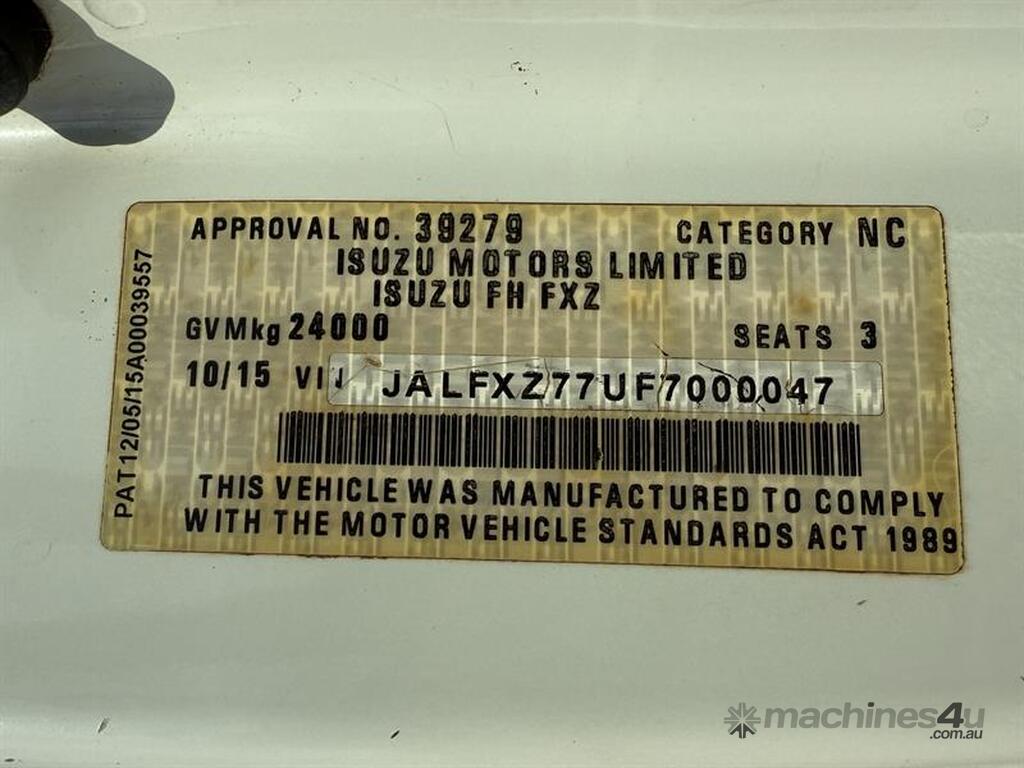 APPROVAL NO. 39279 CATEGORY NC
ISUZU MOTORS LIMITED
ISUZU FH FXZ
GVMkg 24000 SEATS 3
10/15 VIN JALFXZ77UF7000047
THIS VEHICLE WAS MANUFACTURED TO COMPLY
WITH THE MOTOR VEHICLE STANDARDS ACT 1989
PAT12/05/15A00039557
machines4u
.com.au